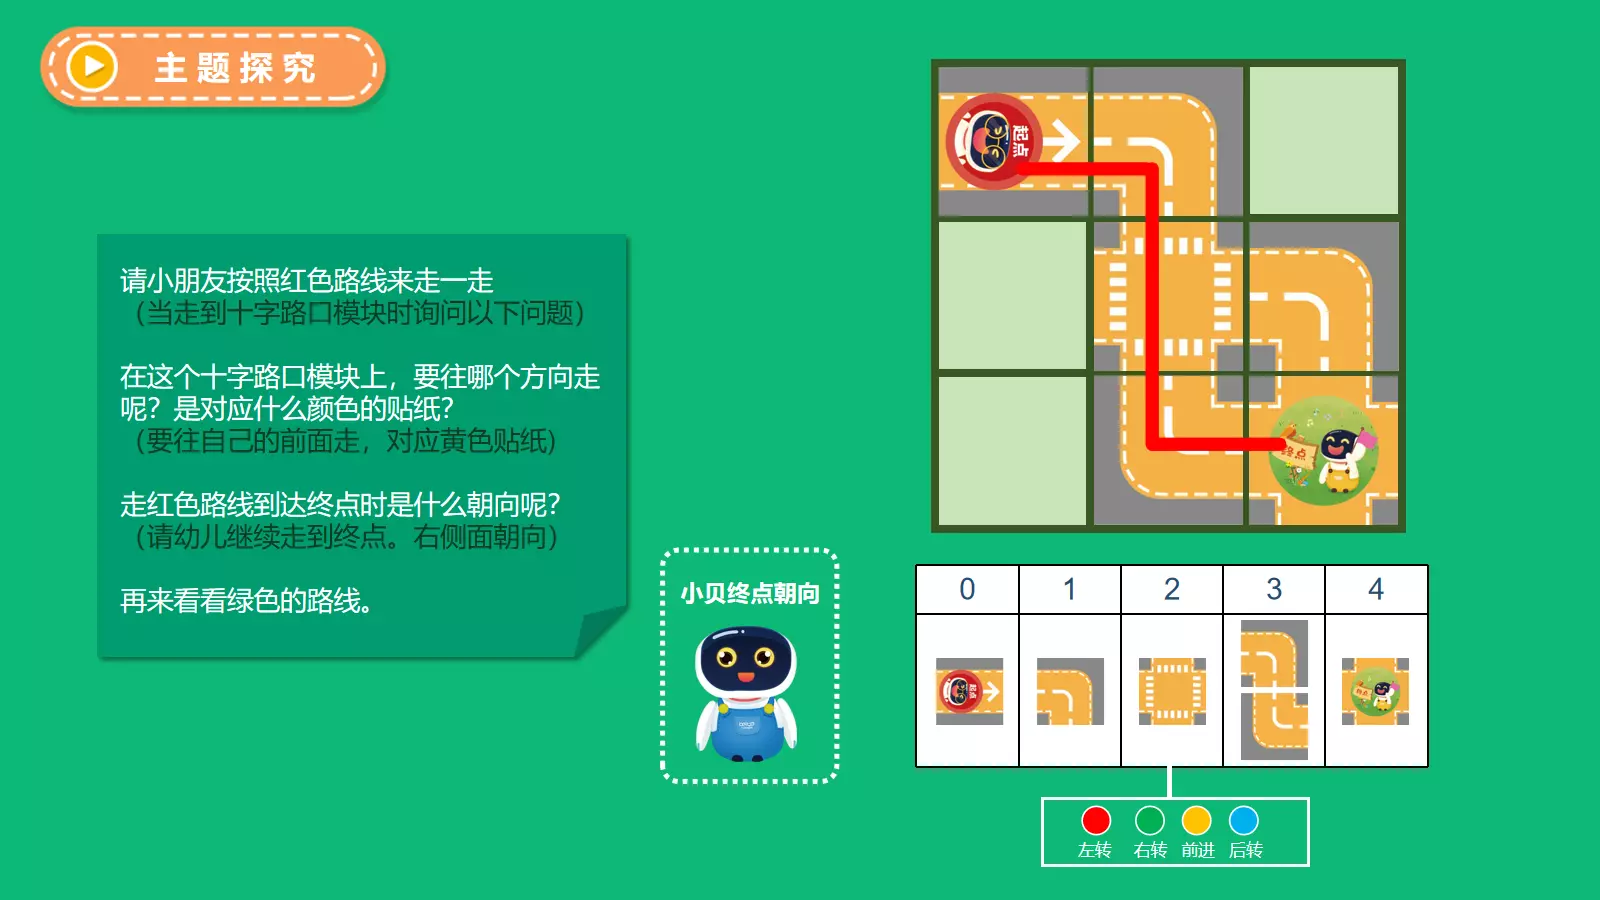 主题探究
请小朋友按照红色路线来走一走
（当走到十字路口模块时询问以下问题）
在这个十字路口模块上，要往哪个方向走
呢？是对应什么颜色的贴纸？
（要往自己的前面走，对应黄色贴纸）
走红色路线到达终点时是什么朝向呢？
（请幼儿继续走到终点。右侧面朝向）
再来看看绿色的路线。
起点
终点
小贝终点朝向
0 1 2 3 4
起点
终点
左转 右转 前进 后转